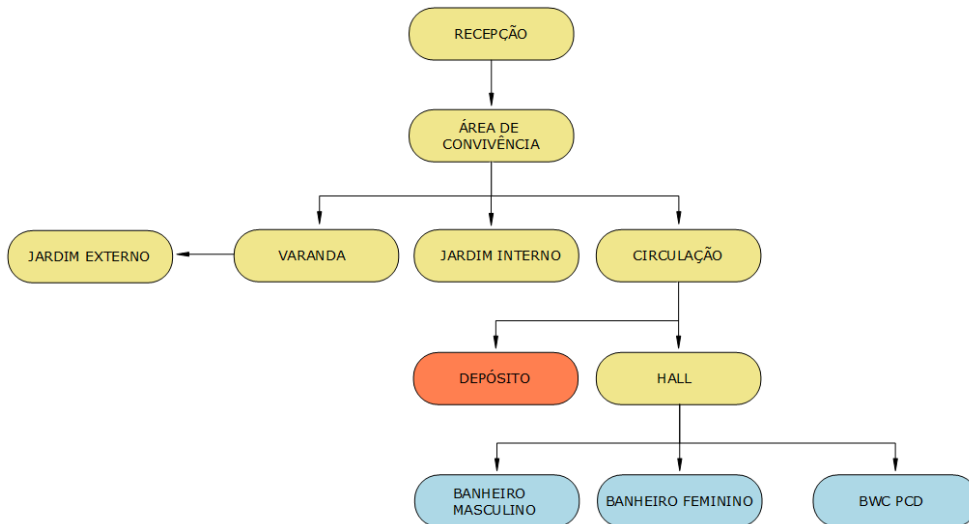 RECEPÇÃO
ÁREA DE
CONVIVÊNCIA
JARDIM EXTERNO
VARANDA
JARDIM INTERNO
CIRCULAÇÃO
DEPÓSITO
HALL
BANHEIRO
MASCULINO
BANHEIRO FEMININO
BWC PCD